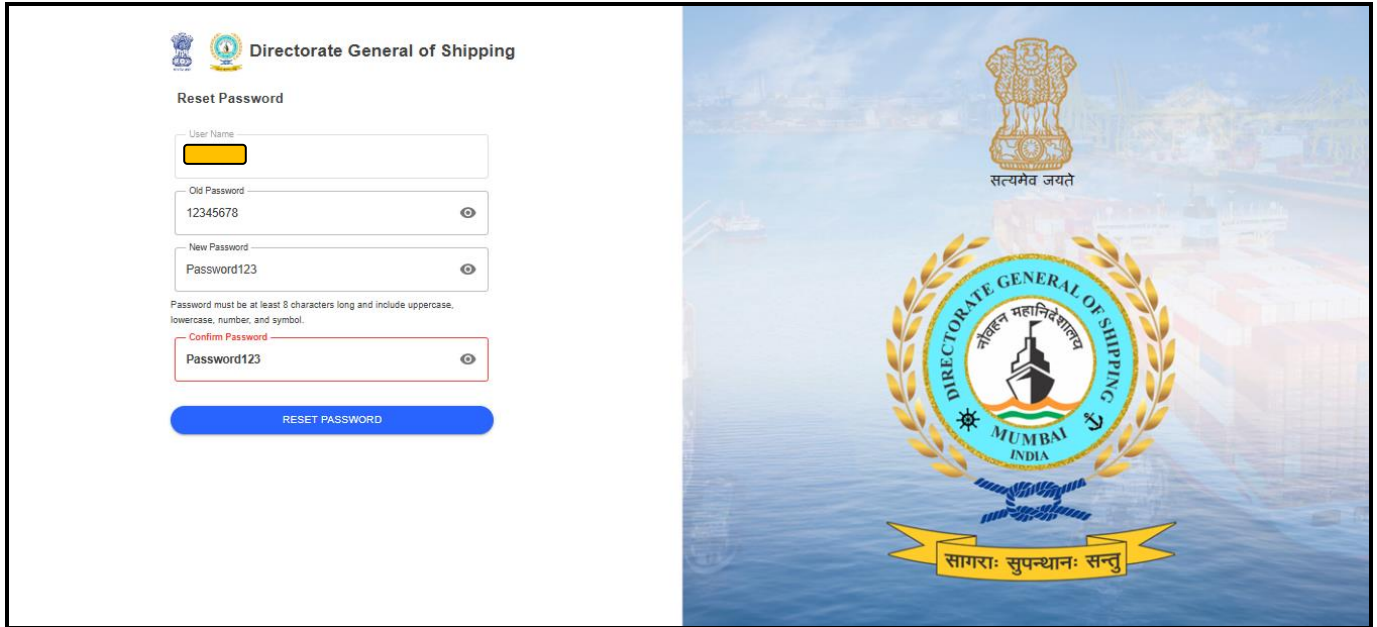 Directorate General of Shipping
Reset Password
User Name
Old Password
12345678
New Password
Password123
Password must be at least 8 characters long and include uppercase,
lowercase, number, and symbol.
Confirm Password
Password123
RESET PASSWORD
सत्यमेव जयते
DIRECTORATE GENERAL OF SHIPPING
नौवहन महानिदेशालय
MUMBAI
INDIA
सागराः सुपन्थानः सन्तु